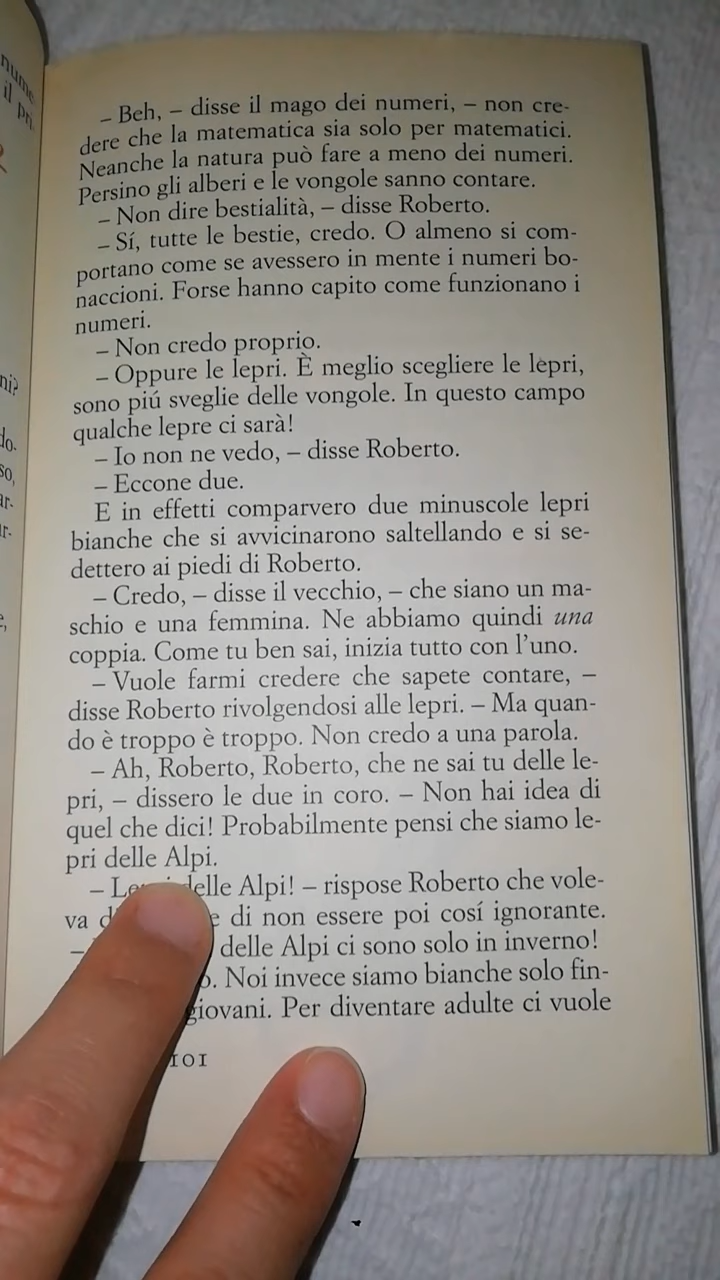 nume
il pri.
– Beh, – disse il mago dei numeri, – non cre-
dere che la matematica sia solo per matematici.
Neanche la natura può fare a meno dei numeri.
Persino gli alberi e le vongole sanno contare.
– Non dire bestialità, – disse Roberto.
– Sí, tutte le bestie, credo. O almeno si com-
portano come se avessero in mente i numeri bo-
naccioni. Forse hanno capito come funzionano i
numeri.
– Non credo proprio.
– Oppure le lepri. È meglio scegliere le lepri,
sono piú sveglie delle vongole. In questo campo
qualche lepre ci sarà!
– Io non ne vedo, – disse Roberto.
– Eccone due.
E in effetti comparvero due minuscole lepri
bianche che si avvicinarono saltellando e si se-
dettero ai piedi di Roberto.
– Credo, – disse il vecchio, – che siano un ma-
schio e una femmina. Ne abbiamo quindi una
coppia. Come tu ben sai, inizia tutto con l'uno.
– Vuole farmi credere che sapete contare, –
disse Roberto rivolgendosi alle lepri. – Ma quan-
do è troppo è troppo. Non credo a una parola.
– Ah, Roberto, Roberto, che ne sai tu delle le-
pri, – dissero le due in coro. – Non hai idea di
quel che dici! Probabilmente pensi che siamo le-
pri delle Alpi.
– delle Alpi! – rispose Roberto che vole-
va di non essere poi cosí ignorante.
– delle Alpi ci sono solo in inverno!
Noi invece siamo bianche solo fin-
giovani. Per diventare adulte ci vuole
101